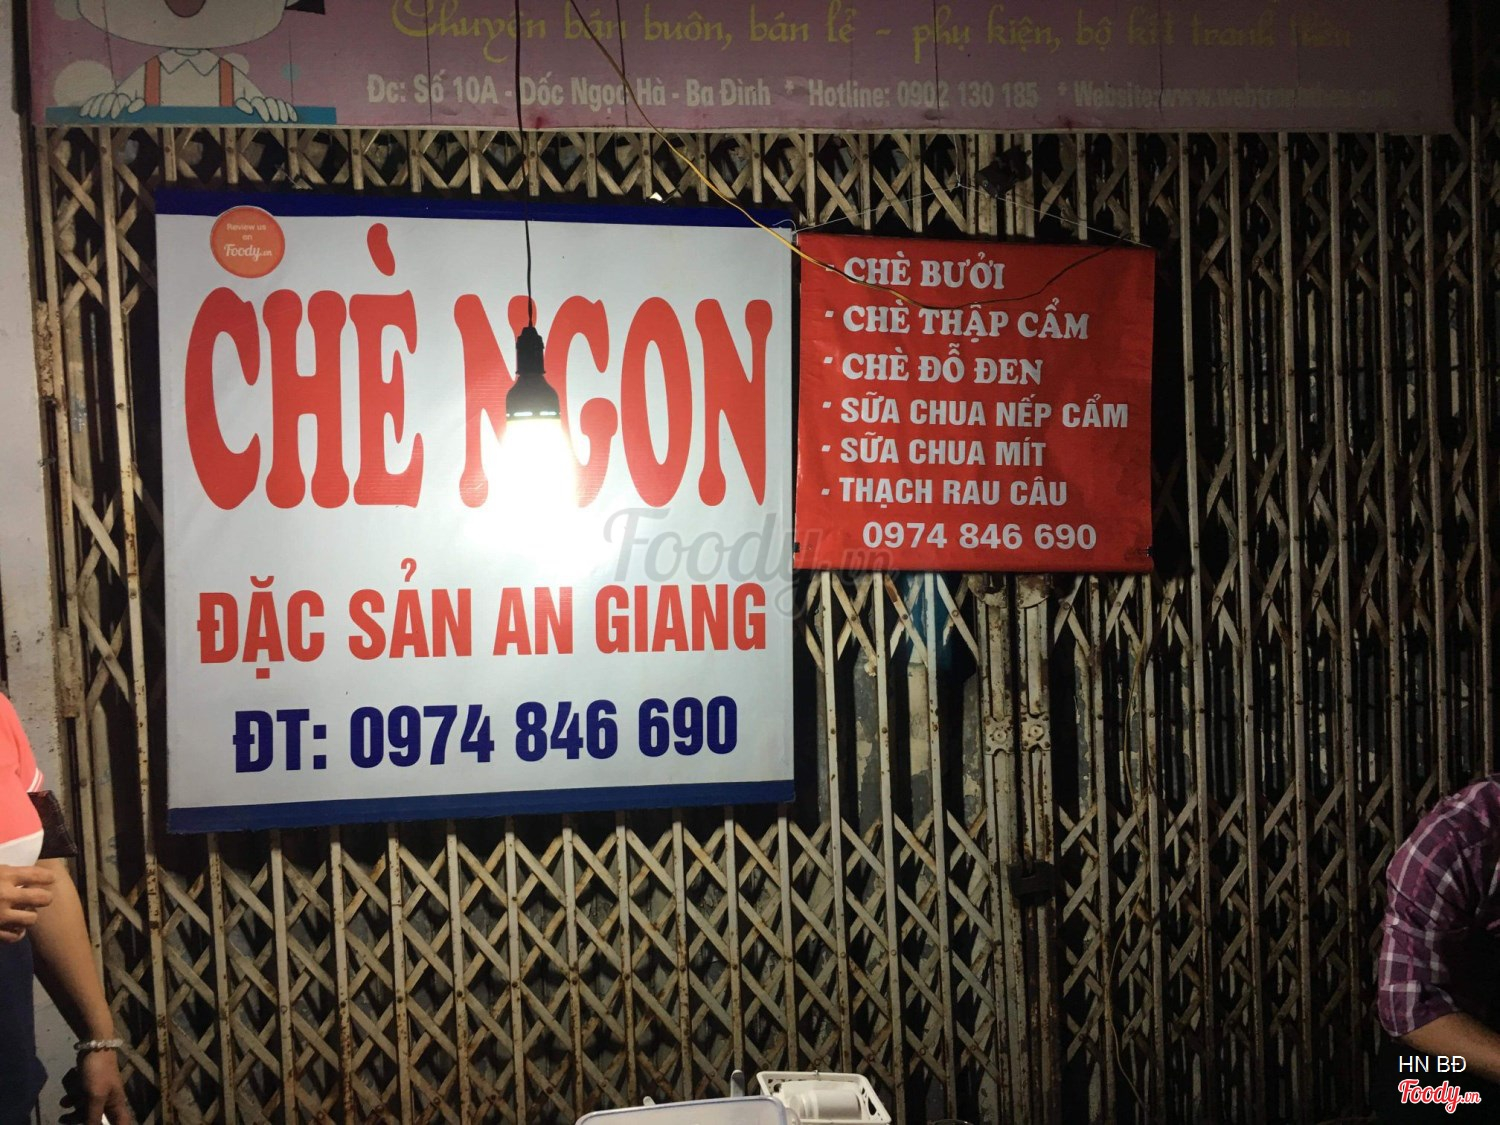 Chuyên bán buôn, bán lẻ - phụ kiện, bộ kít tranh thêu
Đc: Số 10A - Dốc Ngọc Hà - Ba Đình * Hotline: 0902 130 185 * Website:
Review us
on
Foody.vn
CHÈ NGON
ĐẶC SẢN AN GIANG
ĐT: 0974 846 690
- CHÈ BƯỞI
- CHÈ THẬP CẨM
- CHÈ ĐỖ ĐEN
- SỮA CHUA NẾP CẨM
- SỮA CHUA MÍT
- THẠCH RAU CÂU
0974 846 690
Foody.vn
HN BĐ
Foody.vn